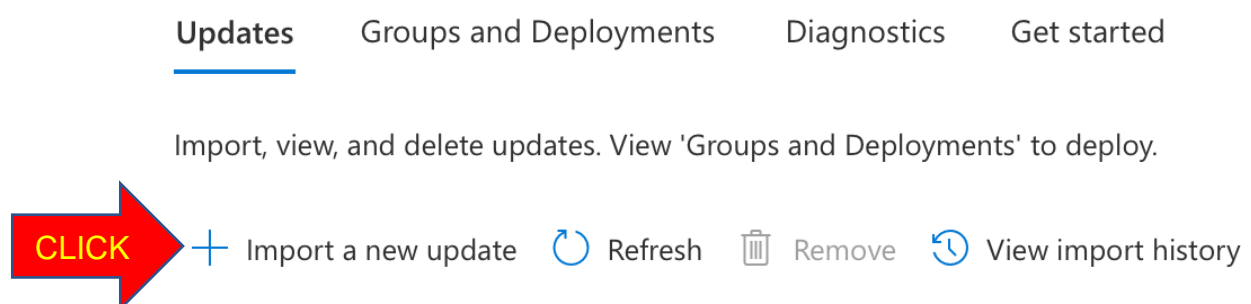 Updates Groups and Deployments Diagnostics Get started
Import, view, and delete updates. View 'Groups and Deployments' to deploy.
CLICK Import a new update Refresh Remove View import history